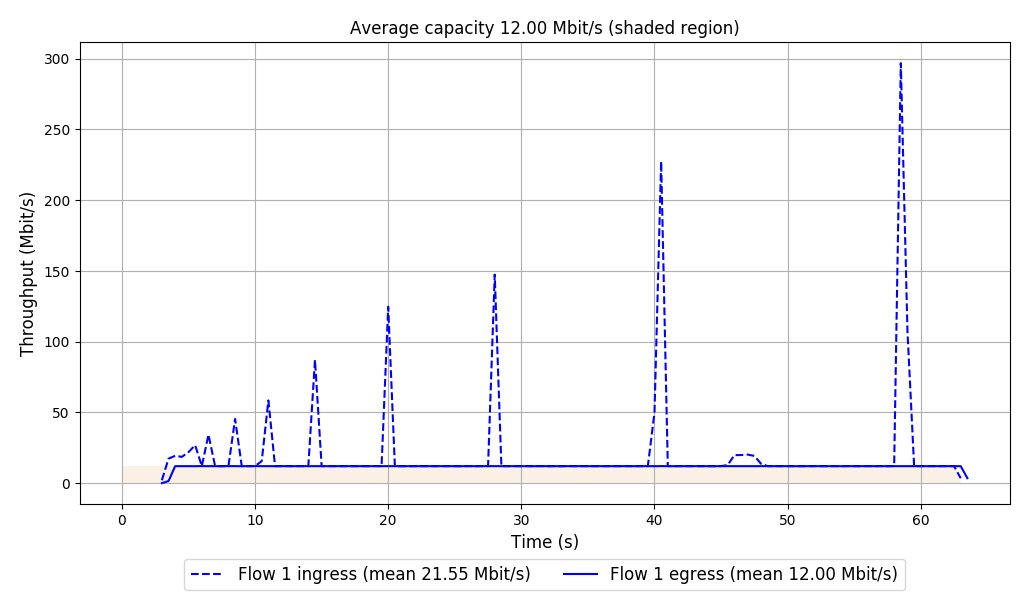 Average capacity 12.00 Mbit/s (shaded region)
300
250
200
150
100
50
0
Throughput (Mbit/s)
0 10 20 30 40 50 60
Time (s)
Flow 1 ingress (mean 21.55 Mbit/s) Flow 1 egress (mean 12.00 Mbit/s)